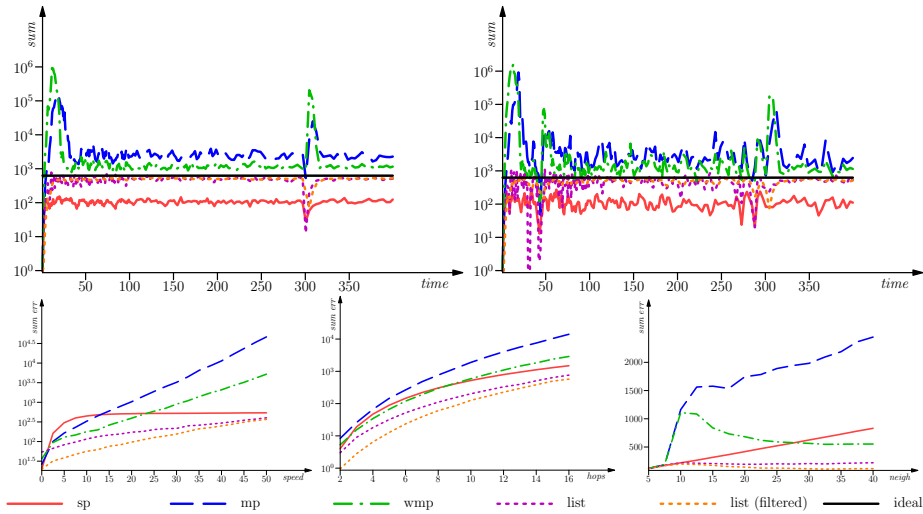 sum
10^6
10^5
10^4
10^3
10^2
10^1
10^0
50 100 150 200 250 300 350
time
sum
10^6
10^5
10^4
10^3
10^2
10^1
10^0
50 100 150 200 250 300 350
time
sum err
10^4.5
10^4
10^3.5
10^3
10^2.5
10^2
10^1.5
0 5 10 15 20 25 30 35 40 45 50
speed
sum err
10^4
10^3
10^2
10^1
10^0
2 4 6 8 10 12 14 16
hops
sum err
2000
1500
1000
500
5 10 15 20 25 30 35 40
neigh
sp mp wmp list list (filtered) ideal